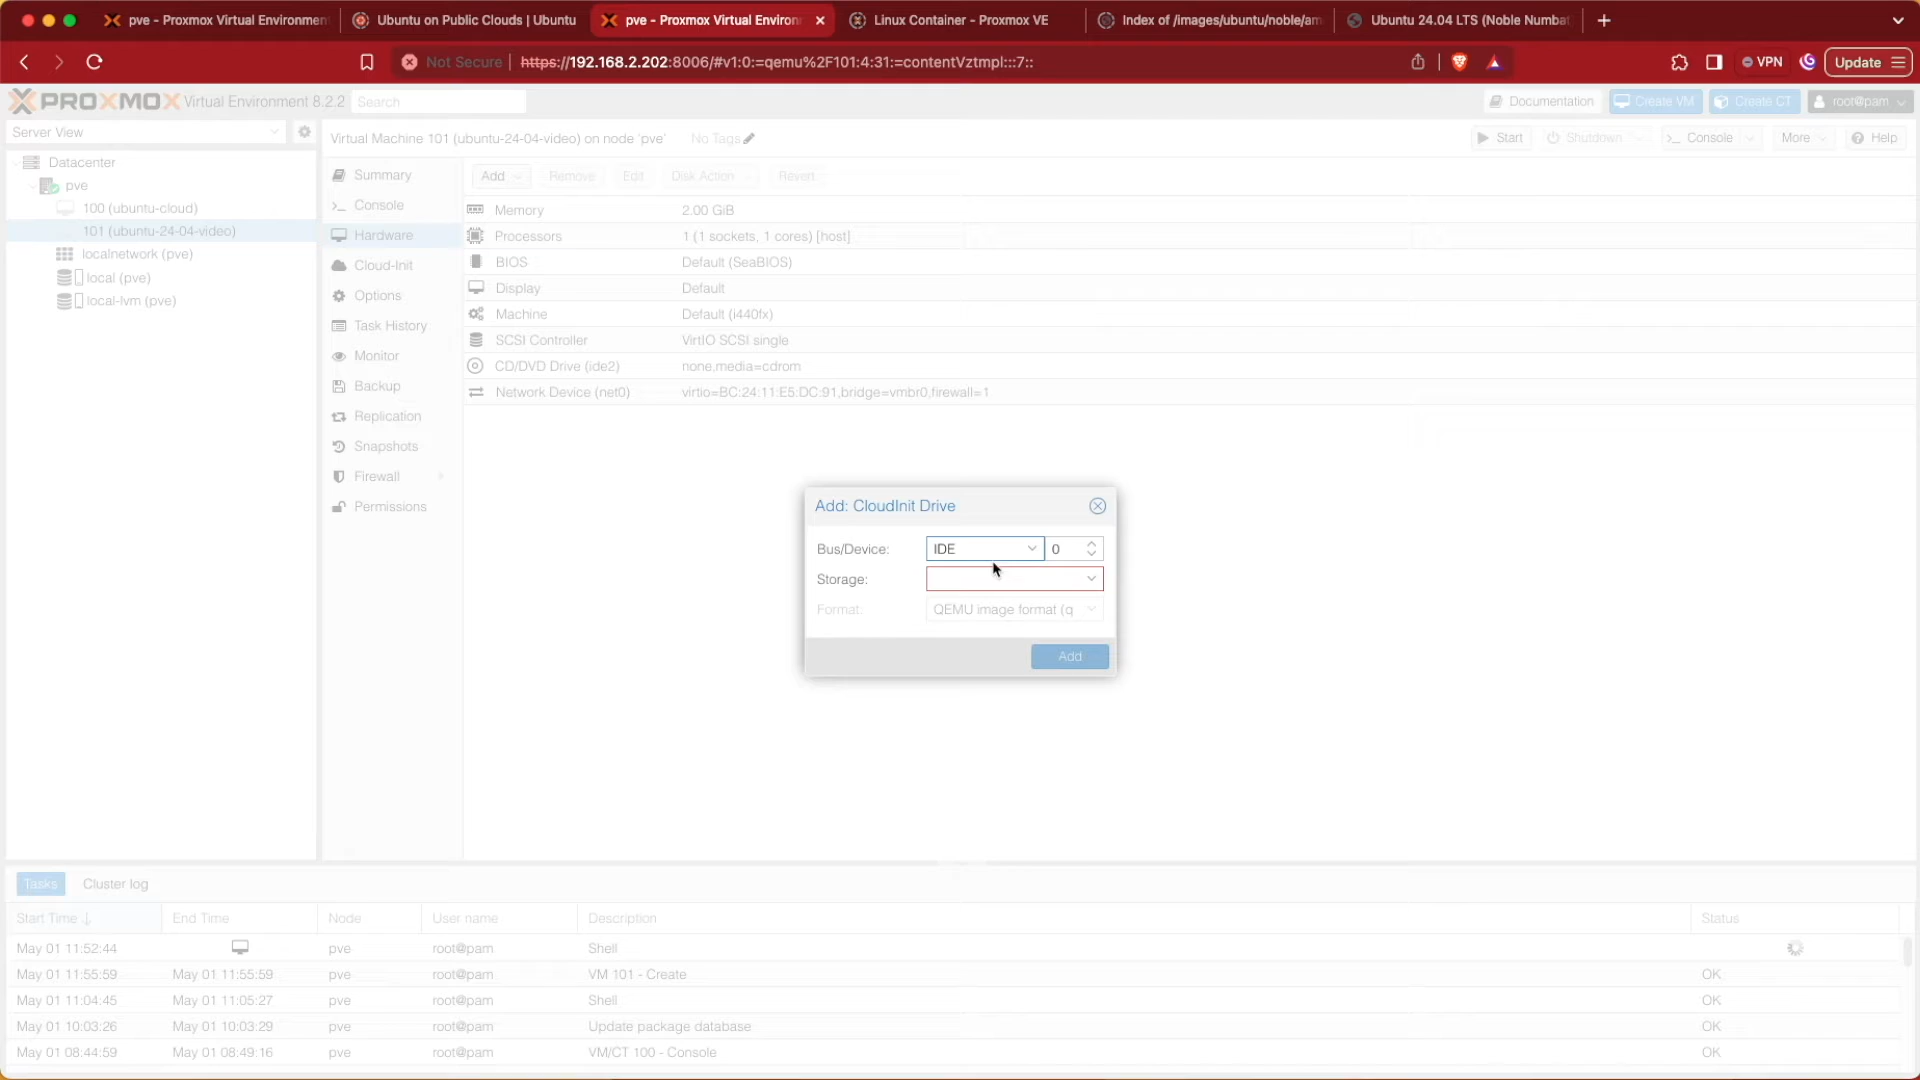 pve - Proxmox Virtual Environmen
Ubuntu on Public Clouds | Ubuntu
pve - Proxmox Virtual Environ
Linux Container - Proxmox VE
Index of /images/ubuntu/noble/am
Ubuntu 24.04 LTS (Noble Numbat
Not Secure
https://192.168.2.202:8006/#v1:0:=qemu%2F101:4:31:=contentVztmpl:::7::
VPN
Update
PROXMOX Virtual Environment 8.2.2
Search
Documentation
Create VM
Create CT
root@pam
Server View
Virtual Machine 101 (ubuntu-24-04-video) on node 'pve'
No Tags
Start
Shutdown
Console
More
Help
Datacenter
pve
100 (ubuntu-cloud)
101 (ubuntu-24-04-video)
localnetwork (pve)
local (pve)
local-lvm (pve)
Summary
Console
Hardware
Cloud-Init
Options
Task History
Monitor
Backup
Replication
Snapshots
Firewall
Permissions
Add
Remove
Edit
Disk Action
Revert
Memory 2.00 GiB
Processors 1 (1 sockets, 1 cores) [host]
BIOS Default (SeaBIOS)
Display Default
Machine Default (i440fx)
SCSI Controller VirtIO SCSI single
CD/DVD Drive (ide2) none,media=cdrom
Network Device (net0) virtio=BC:24:11:E5:DC:91,bridge=vmbr0,firewall=1
Add: CloudInit Drive
Bus/Device: IDE 0
Storage:
Format: QEMU image format (q
Add
Tasks
Cluster log
Start Time End Time Node User name Description Status
May 01 11:52:44 pve root@pam Shell
May 01 11:55:59 May 01 11:55:59 pve root@pam VM 101 - Create OK
May 01 11:04:45 May 01 11:05:27 pve root@pam Shell OK
May 01 10:03:26 May 01 10:03:29 pve root@pam Update package database OK
May 01 08:44:59 May 01 08:49:16 pve root@pam VM/CT 100 - Console OK